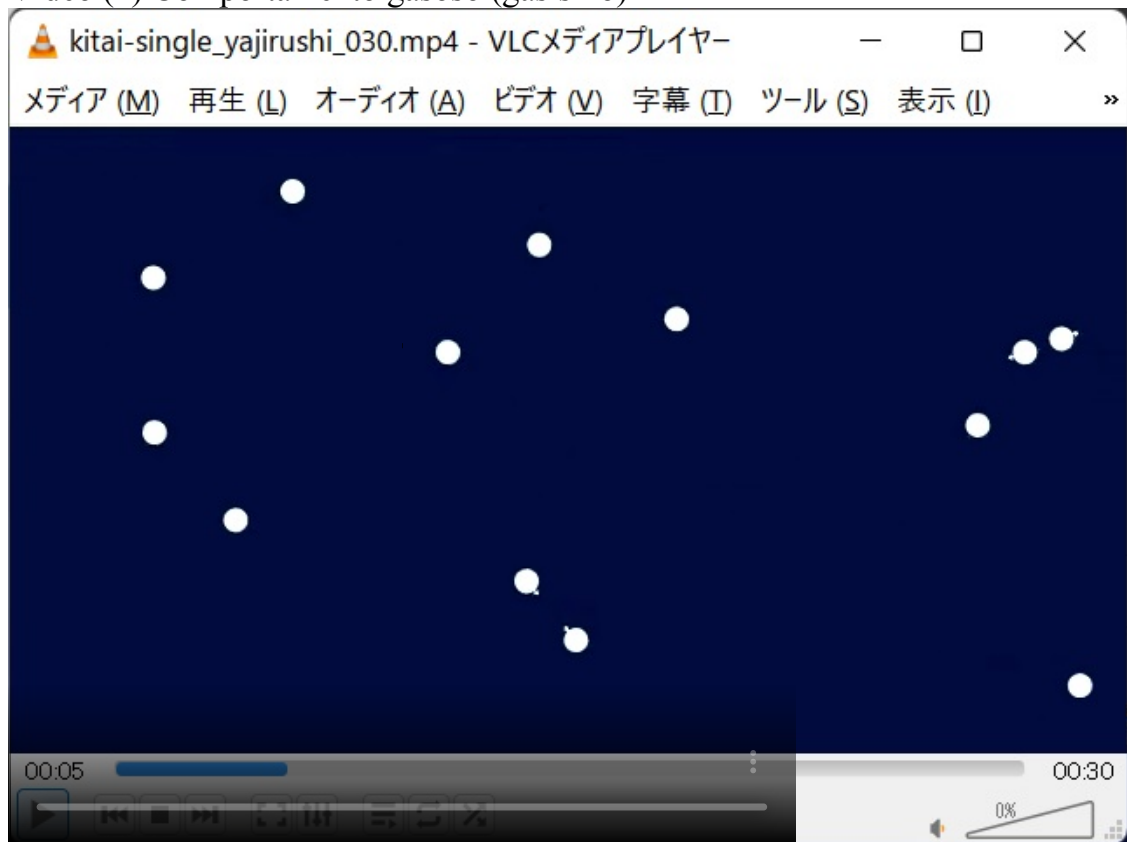 kitai-single_yajirushi_030.mp4 - VLCメディアプレイヤー
メディア (M) 再生 (L) オーディオ (A) ビデオ (V) 字幕 (T) ツール (S) 表示 (I) »
00:05 00:30
0%